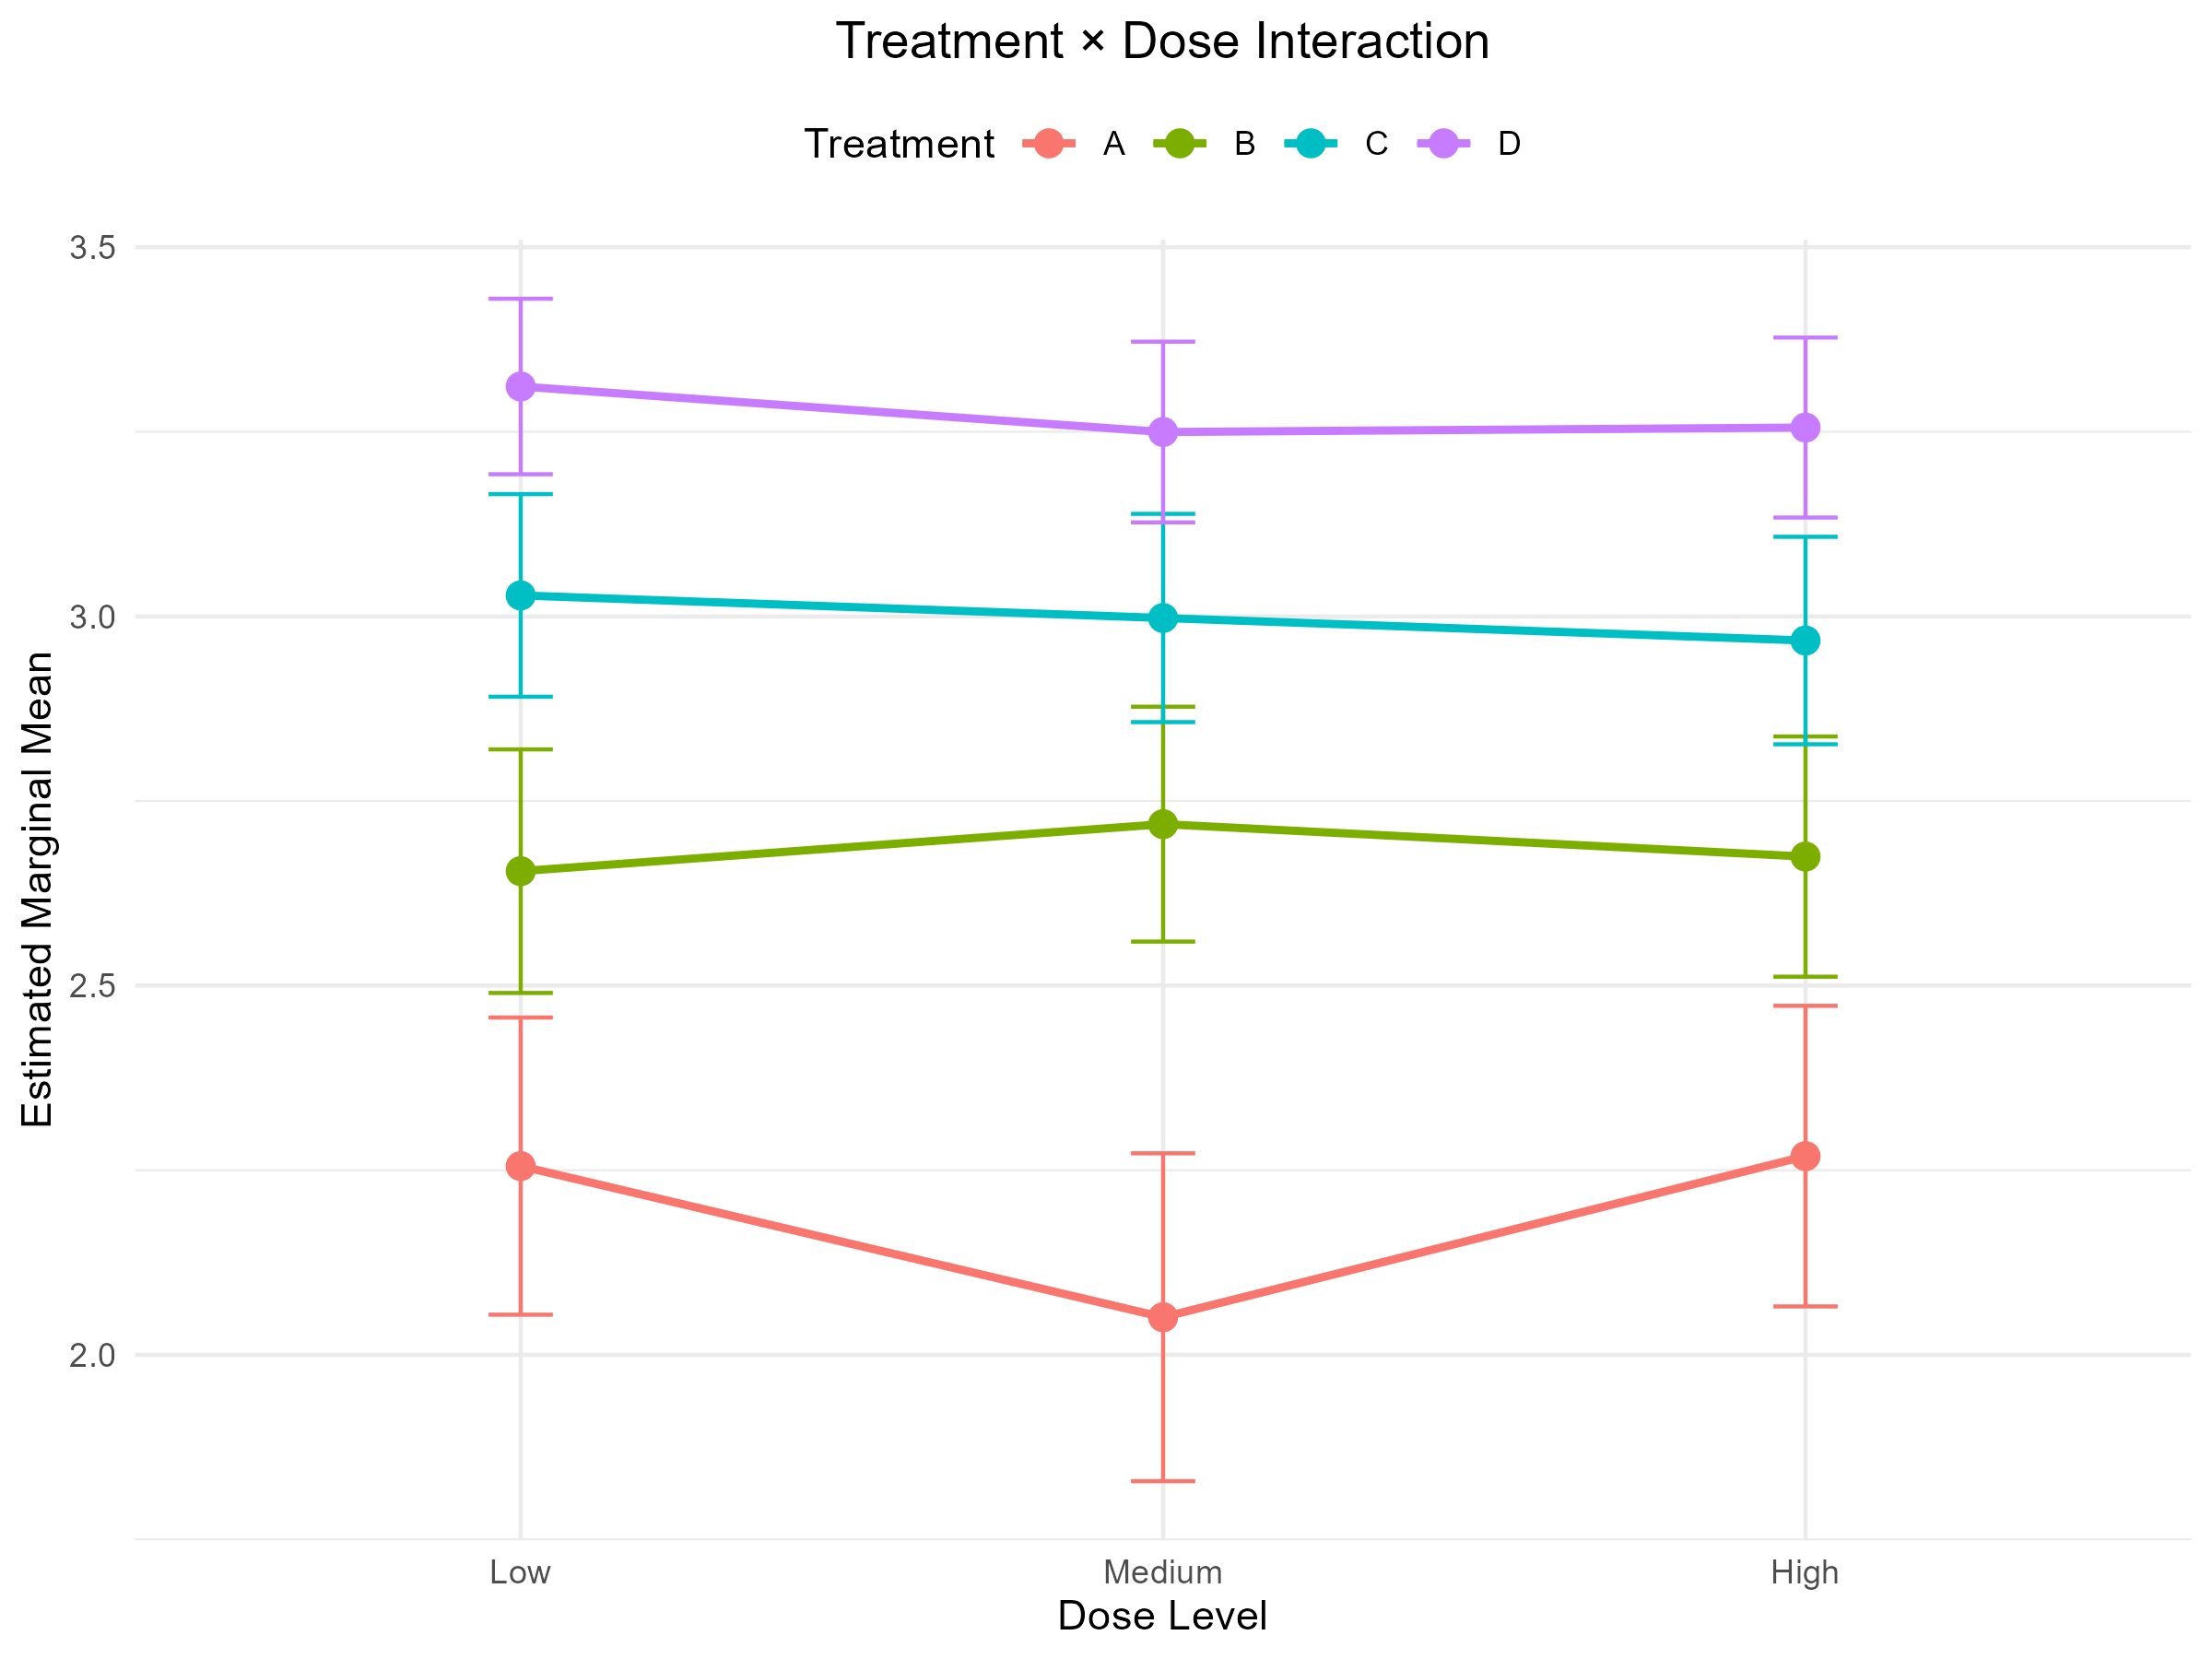 Treatment × Dose Interaction
Treatment A B C D
3.5
3.0
2.5
2.0
Estimated Marginal Mean
Low Medium High
Dose Level